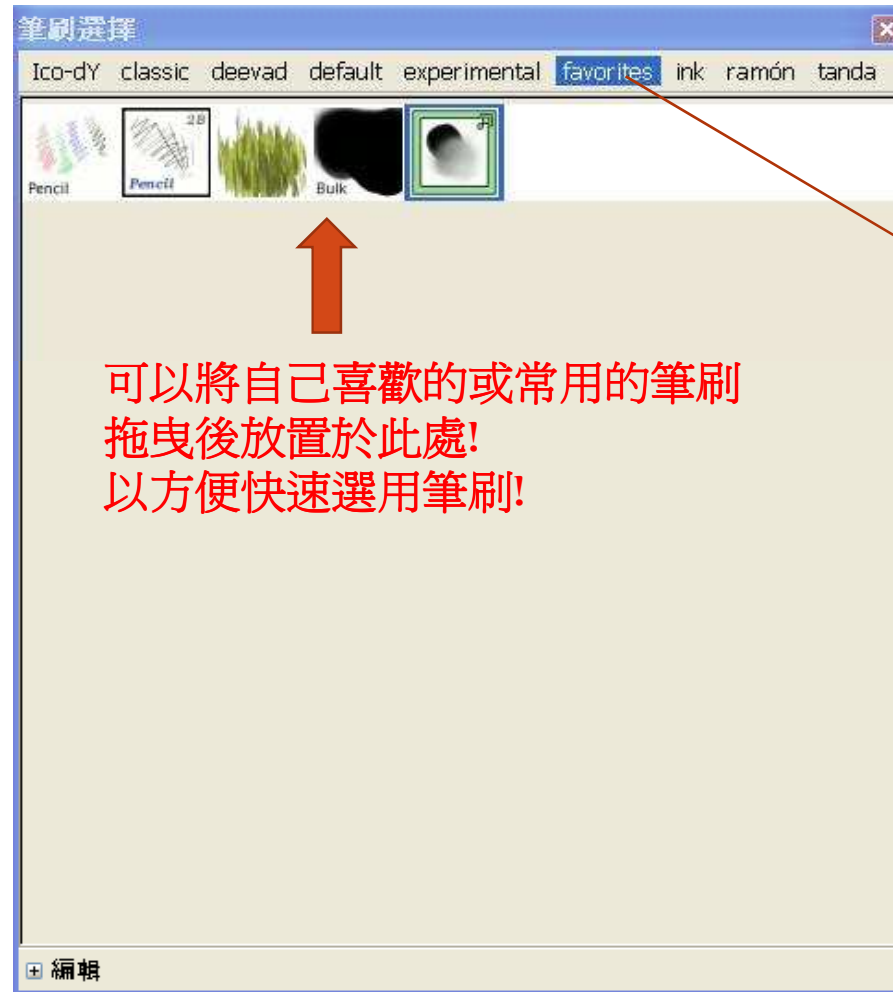 筆刷選擇
Ico-dY classic deevad default experimental favorites ink ramón tanda
2B
Pencil Pencil Bulk
可以將自己喜歡的或常用的筆刷
拖曳後放置於此處!
以方便快速選用筆刷!
編輯